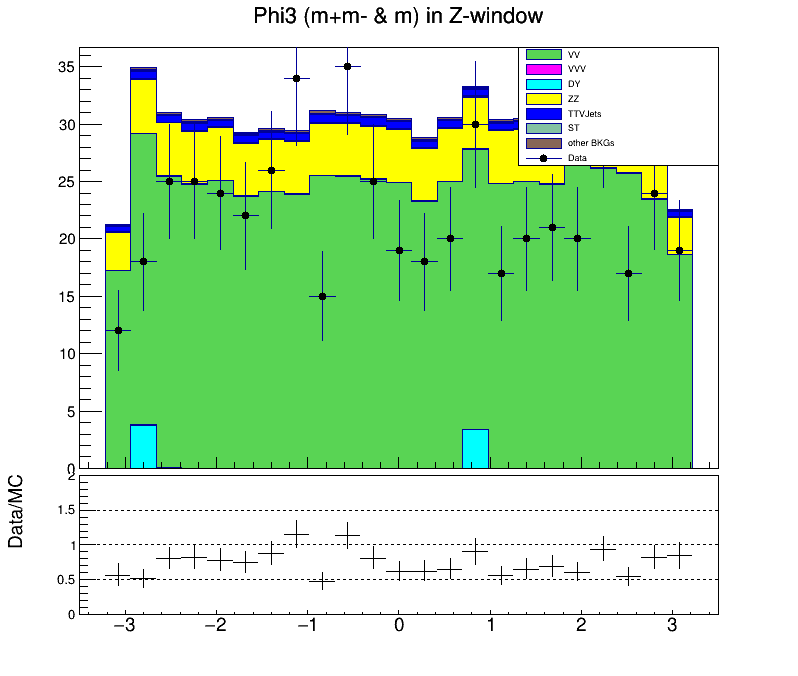 Phi3 (m+m- & m) in Z-window
35
30
25
20
15
10
5
0
VV
VVV
DY
ZZ
TTVJets
ST
other BKGs
Data
Data/MC
2
1.5
1
0.5
0
−3 −2 −1 0 1 2 3